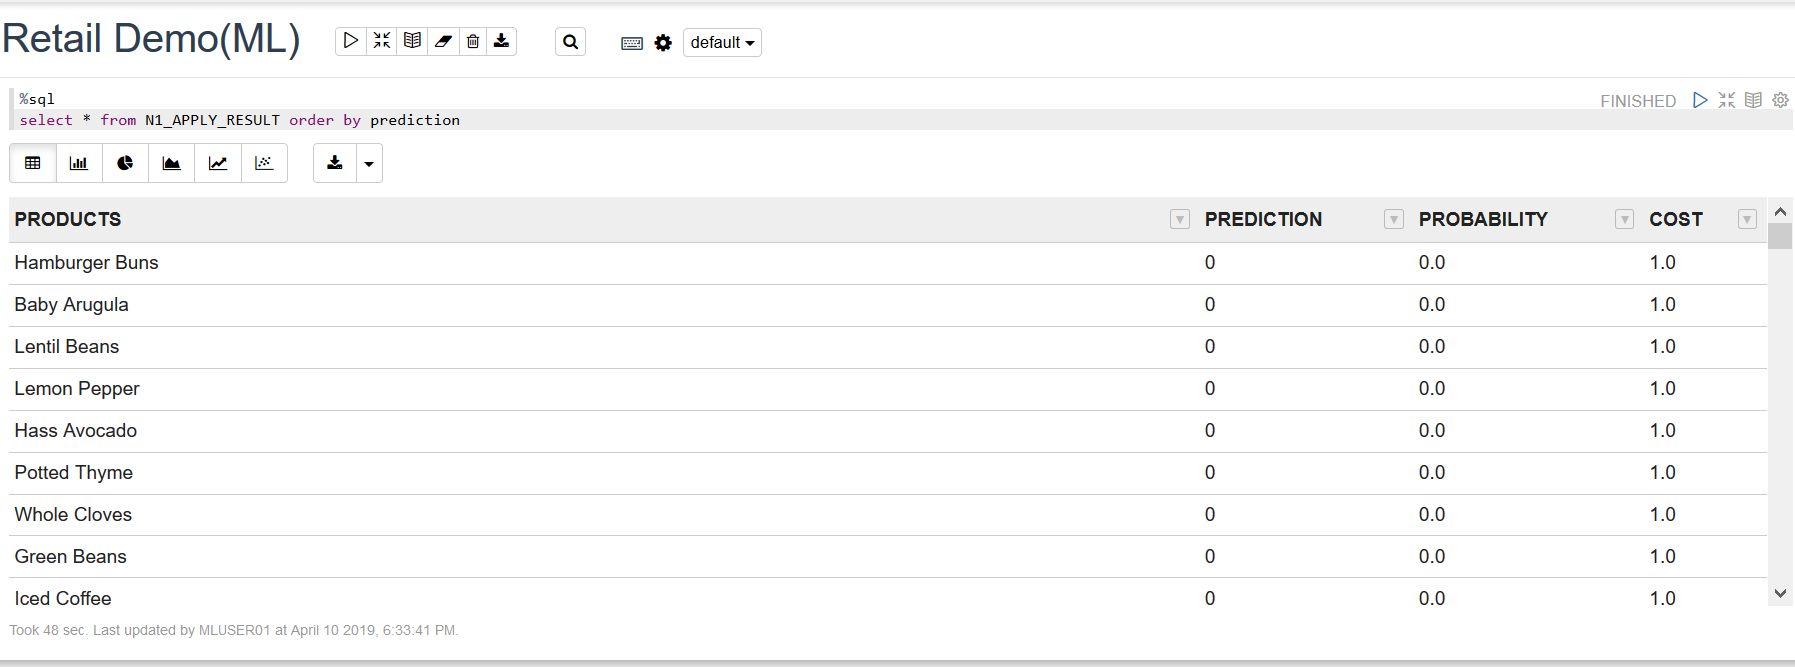 Retail Demo(ML) default
%sql
FINISHED
select * from N1_APPLY_RESULT order by prediction
PRODUCTS PREDICTION PROBABILITY COST
Hamburger Buns 0 0.0 1.0
Baby Arugula 0 0.0 1.0
Lentil Beans 0 0.0 1.0
Lemon Pepper 0 0.0 1.0
Hass Avocado 0 0.0 1.0
Potted Thyme 0 0.0 1.0
Whole Cloves 0 0.0 1.0
Green Beans 0 0.0 1.0
Iced Coffee 0 0.0 1.0
Took 48 sec. Last updated by MLUSER01 at April 10 2019, 6:33:41 PM.